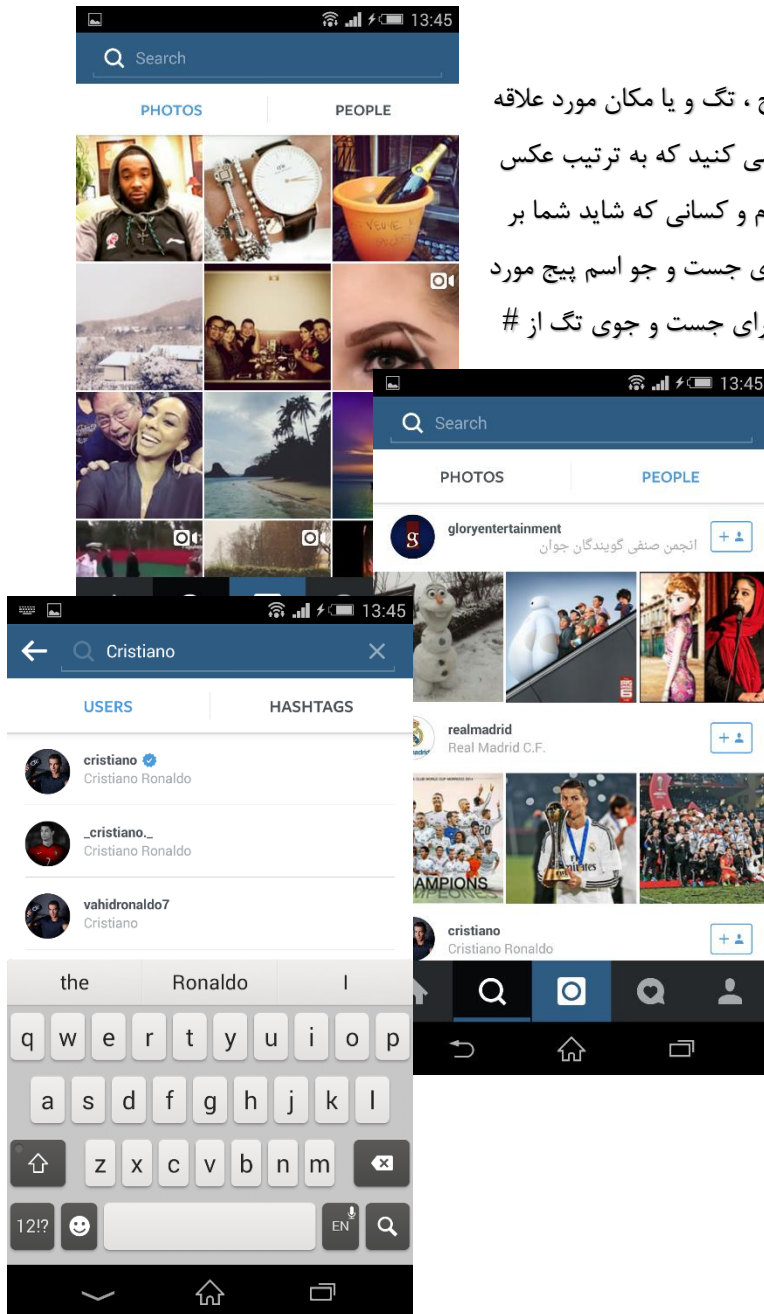 13:45
Search
PHOTOS PEOPLE
، تگ و یا مکان مورد علاقه
کنید که به ترتیب عکس
و کسانی که شاید شما بر
جست و جو اسم پیج مورد
جست و جوی تگ از #
13:45
Search
PHOTOS PEOPLE
gloryentertainment
انجمن صنفی گویندگان جوان
realmadrid
Real Madrid C.F.
cristiano
Cristiano Ronaldo
13:45
Cristiano
USERS HASHTAGS
cristiano
Cristiano Ronaldo
_cristiano._
Cristiano Ronaldo
vahidronaldo7
Cristiano
the Ronaldo I
q w e r t y u i o p
a s d f g h j k l
z x c v b n m
12!? EN